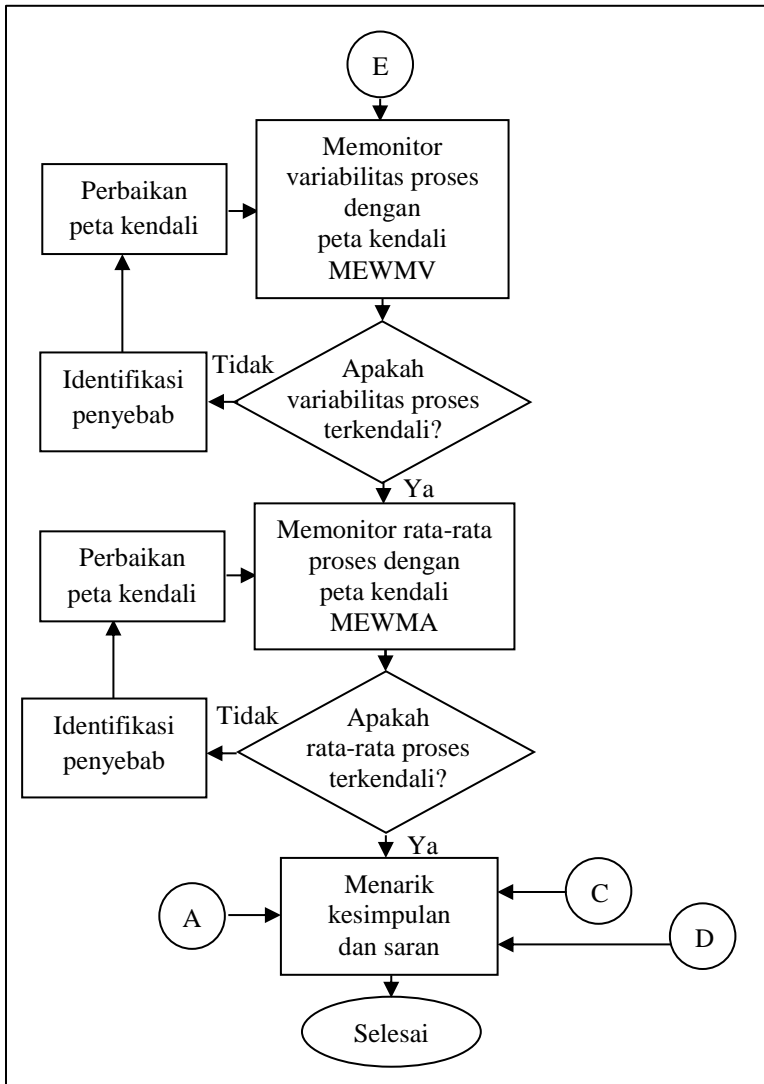 E
Memonitor
variabilitas proses
dengan
peta kendali
MEWMV
Perbaikan
peta kendali
Identifikasi
penyebab
Tidak
Apakah
variabilitas proses
terkendali?
Ya
Memonitor rata-rata
proses dengan
peta kendali
MEWMA
Perbaikan
peta kendali
Identifikasi
penyebab
Tidak
Apakah
rata-rata proses
terkendali?
Ya
Menarik
kesimpulan
dan saran
A
C
D
Selesai